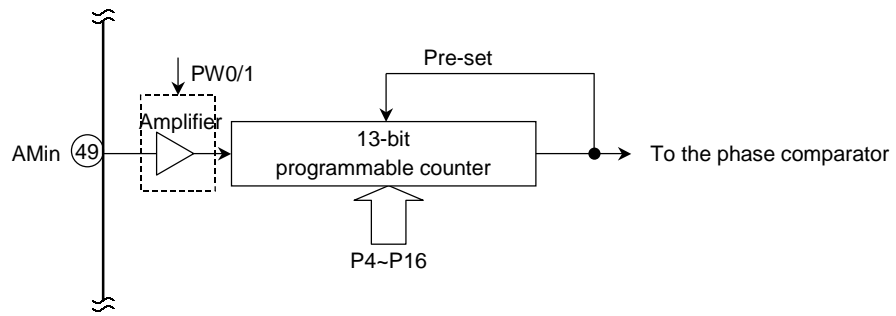 Pre-set
PW0/1
Amplifier
AMin 49
13-bit
programmable counter
To the phase comparator
P4~P16